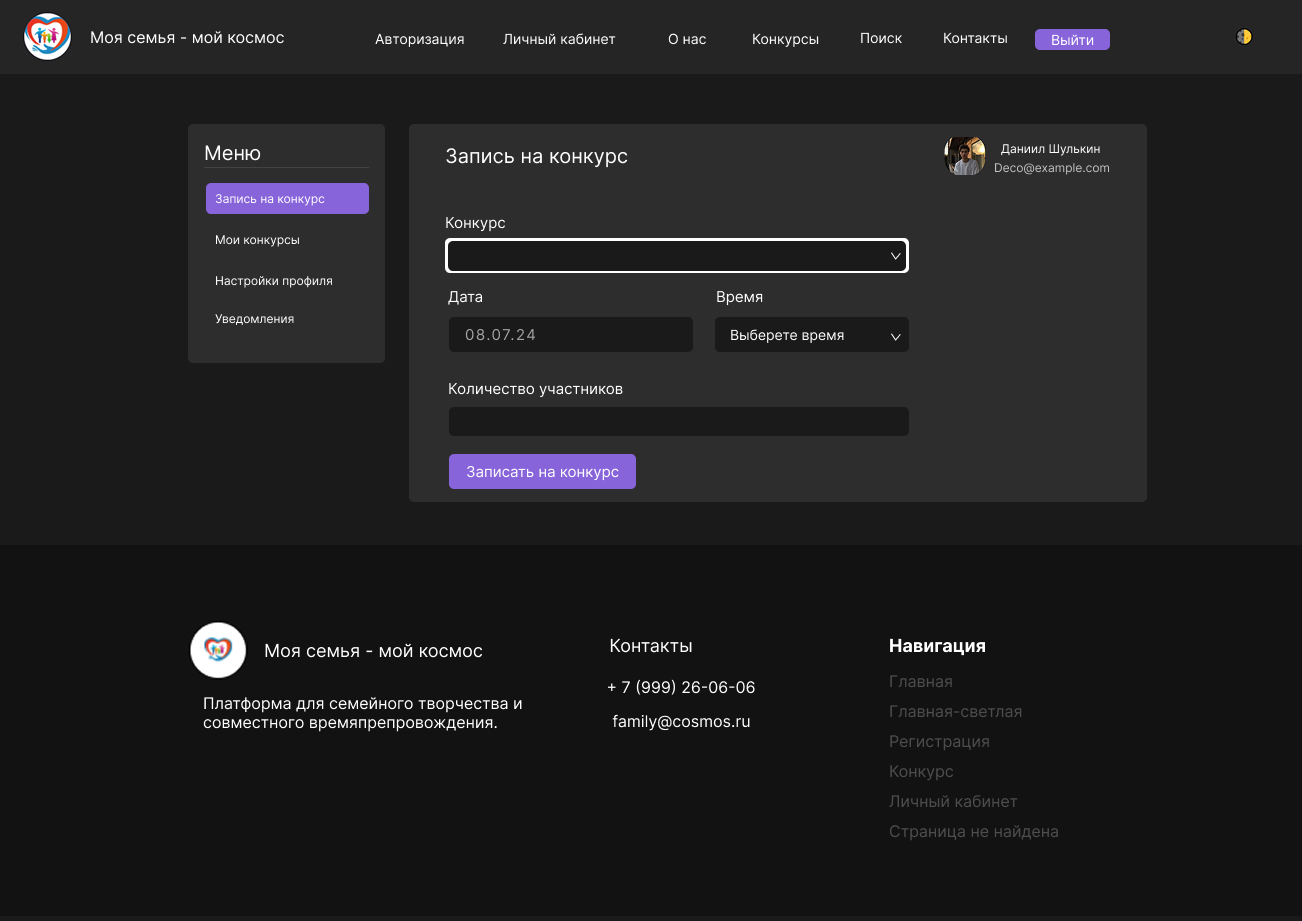 Моя семья - мой космос
Авторизация
Личный кабинет
О нас
Конкурсы
Поиск
Контакты
Выйти
Меню
Запись на конкурс
Мои конкурсы
Настройки профиля
Уведомления
Запись на конкурс
Даниил Шулькин
Deco@example.com
Конкурс
Дата
Время
08.07.24
Выберете время
Количество участников
Записать на конкурс
Моя семья - мой космос
Платформа для семейного творчества и
совместного времяпрепровождения.
Контакты
+ 7 (999) 26-06-06
family@cosmos.ru
Навигация
Главная
Главная-светлая
Регистрация
Конкурс
Личный кабинет
Страница не найдена